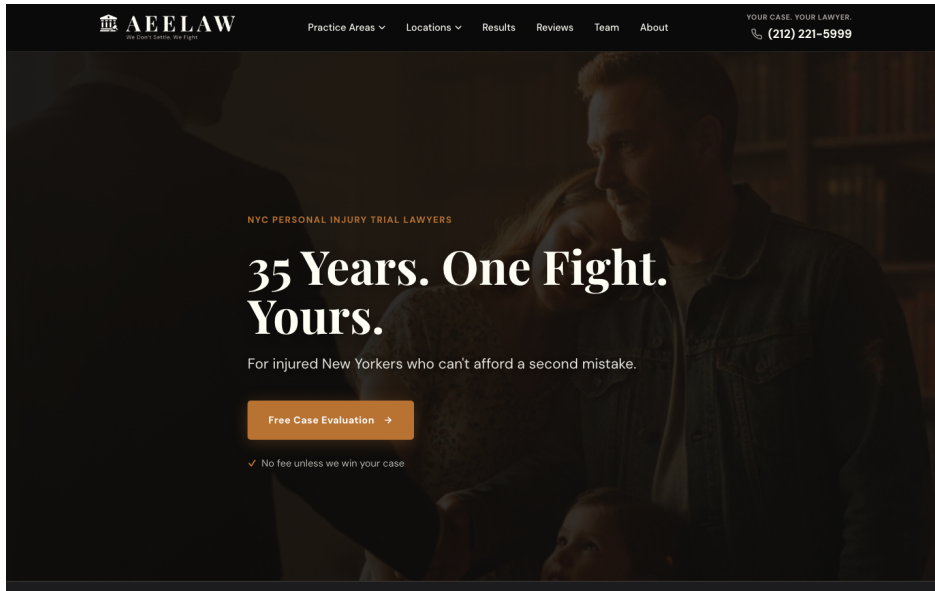 AEELAW
We Don't Settle, We Fight
Practice Areas
Locations
Results
Reviews
Team
About
YOUR CASE. YOUR LAWYER.
(212) 221-5999
NYC PERSONAL INJURY TRIAL LAWYERS
35 Years. One Fight.
Yours.
For injured New Yorkers who can't afford a second mistake.
Free Case Evaluation →
✓ No fee unless we win your case